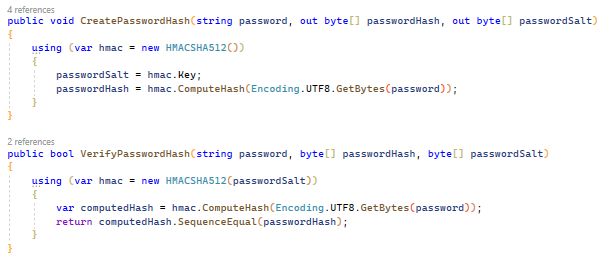 4 references
public void CreatePasswordHash(string password, out byte[] passwordHash, out byte[] passwordSalt)
{
using (var hmac = new HMACSHA512())
{
passwordSalt = hmac.Key;
passwordHash = hmac.ComputeHash(Encoding.UTF8.GetBytes(password));
}
}
2 references
public bool VerifyPasswordHash(string password, byte[] passwordHash, byte[] passwordSalt)
{
using (var hmac = new HMACSHA512(passwordSalt))
{
var computedHash = hmac.ComputeHash(Encoding.UTF8.GetBytes(password));
return computedHash.SequenceEqual(passwordHash);
}
}